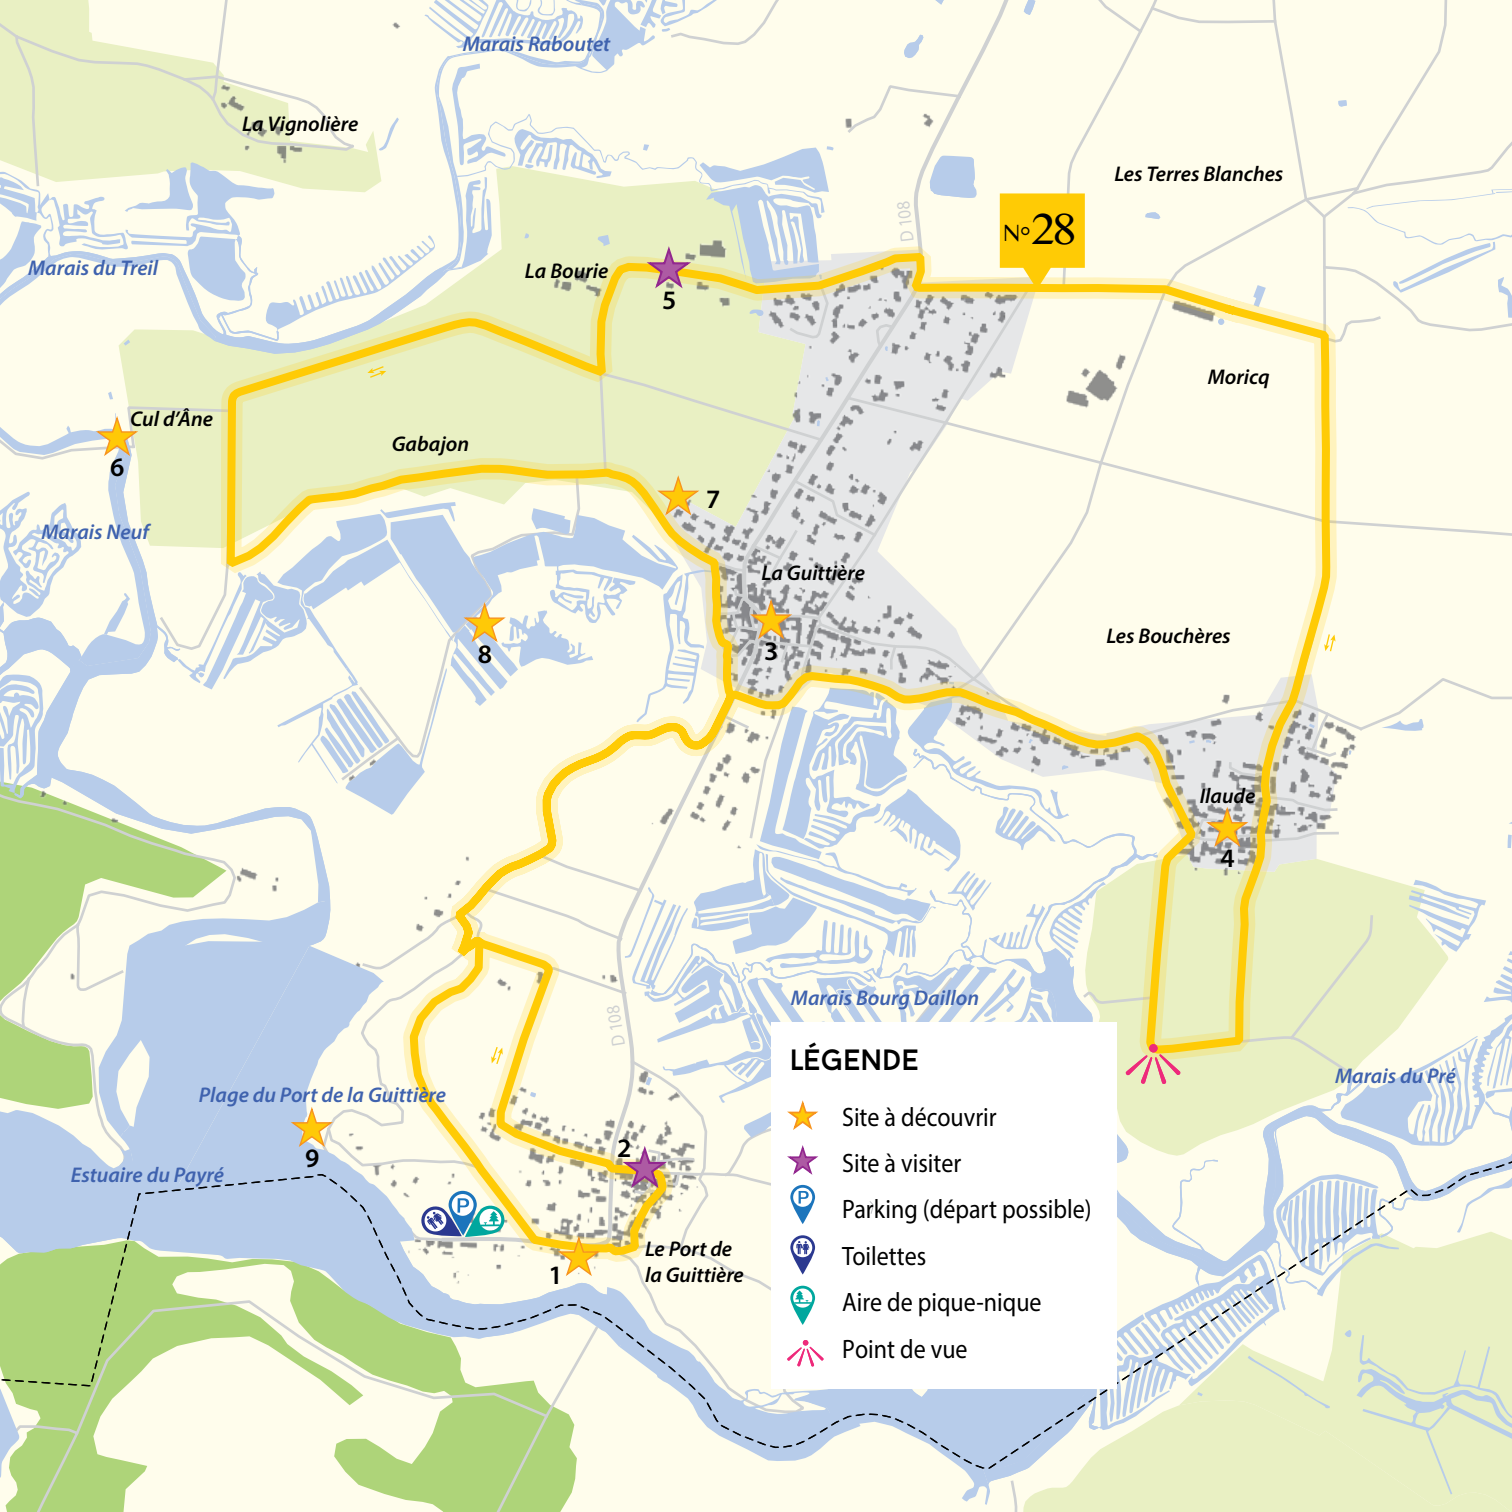 Marais Raboutet
La Vignolière
Les Terres Blanches
D 108
N°28
Marais du Treil
La Bourie
5
Moricq
Cul d'Âne
Gabajon
6
7
Marais Neuf
La Guittière
3
8
Les Bouchères
Ilaude
4
Marais Bourg Daillon
D 108
Marais du Pré
Plage du Port de la Guittière
9
Estuaire du Payré
2
P
1
Le Port de
la Guittière
LÉGENDE
Site à découvrir
Site à visiter
P
Parking (départ possible)
Toilettes
Aire de pique-nique
Point de vue